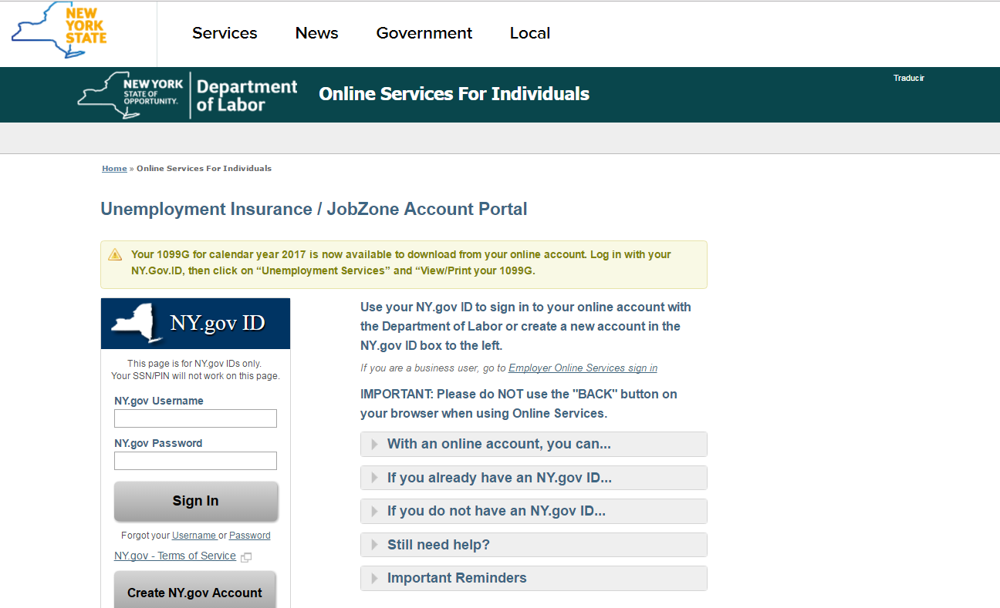 NEW
YORK
STATE
Services
News
Government
Local
NEW YORK
STATE OF
OPPORTUNITY.
Department
of Labor
Online Services For Individuals
Traducir
Home » Online Services For Individuals
Unemployment Insurance / JobZone Account Portal
Your 1099G for calendar year 2017 is now available to download from your online account. Log in with your
NY.Gov.ID, then click on “Unemployment Services” and “View/Print your 1099G.
NY.gov ID
This page is for NY.gov IDs only.
Your SSN/PIN will not work on this page.
NY.gov Username
NY.gov Password
Sign In
Forgot your Username or Password
NY.gov - Terms of Service
Create NY.gov Account
Use your NY.gov ID to sign in to your online account with
the Department of Labor or create a new account in the
NY.gov ID box to the left.
If you are a business user, go to Employer Online Services sign in
IMPORTANT: Please do NOT use the "BACK" button on
your browser when using Online Services.
With an online account, you can...
If you already have an NY.gov ID...
If you do not have an NY.gov ID...
Still need help?
Important Reminders